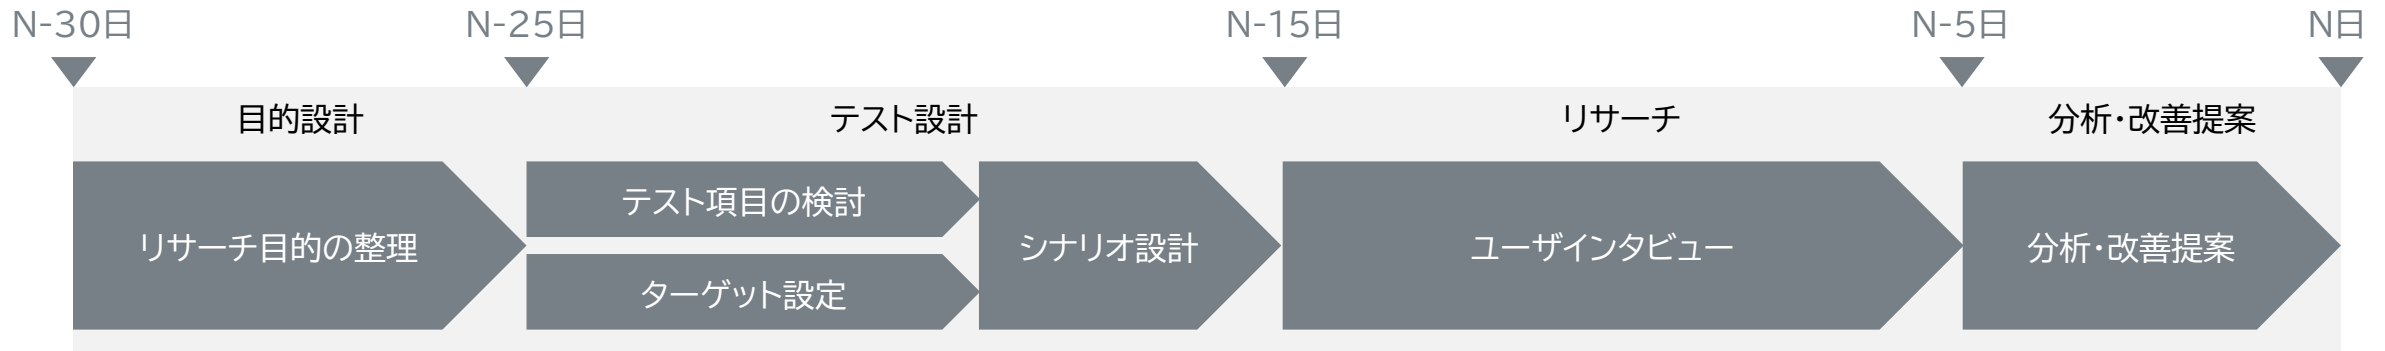 N-30日
N-25日
N-15日
N-5日
N日
目的設計
テスト設計
リサーチ
分析・改善提案
リサーチ目的の整理
テスト項目の検討
ターゲット設定
シナリオ設計
ユーザインタビュー
分析・改善提案